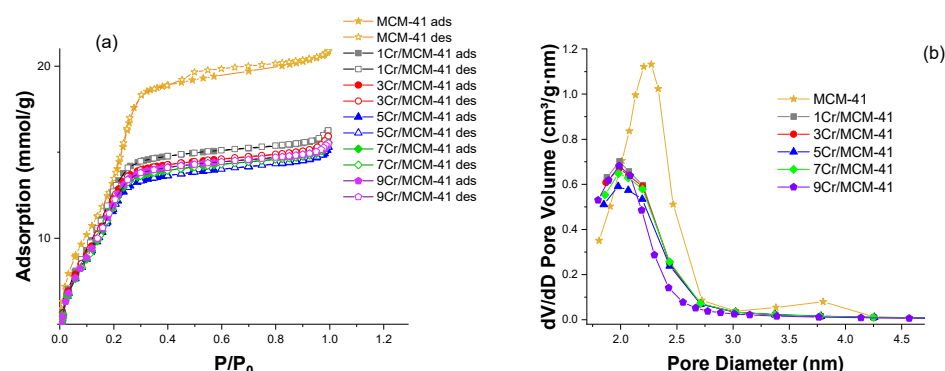 (a)
MCM-41 ads
MCM-41 des
1Cr/MCM-41 ads
1Cr/MCM-41 des
3Cr/MCM-41 ads
3Cr/MCM-41 des
5Cr/MCM-41 ads
5Cr/MCM-41 des
7Cr/MCM-41 ads
7Cr/MCM-41 des
9Cr/MCM-41 ads
9Cr/MCM-41 des
Adsorption (mmol/g)
20
10
0.0 0.2 0.4 0.6 0.8 1.0 1.2
P/P₀
(b)
MCM-41
1Cr/MCM-41
3Cr/MCM-41
5Cr/MCM-41
7Cr/MCM-41
9Cr/MCM-41
dV/dD Pore Volume (cm³/g·nm)
1.2
1.0
0.8
0.6
0.4
0.2
0.0
2.0 2.5 3.0 3.5 4.0 4.5
Pore Diameter (nm)